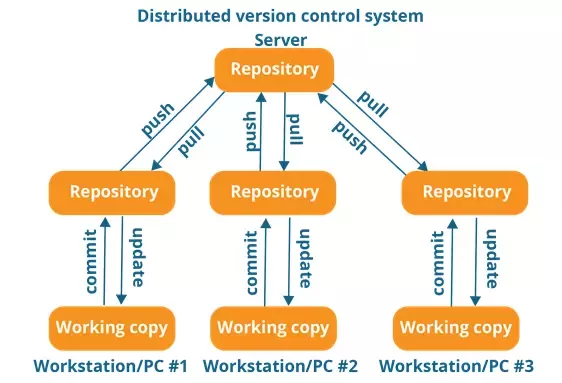 Distributed version control system
Server
Repository
push
pull
push
pull
push
pull
Repository
Repository
Repository
commit
update
commit
update
commit
update
Working copy
Working copy
Working copy
Workstation/PC #1
Workstation/PC #2
Workstation/PC #3